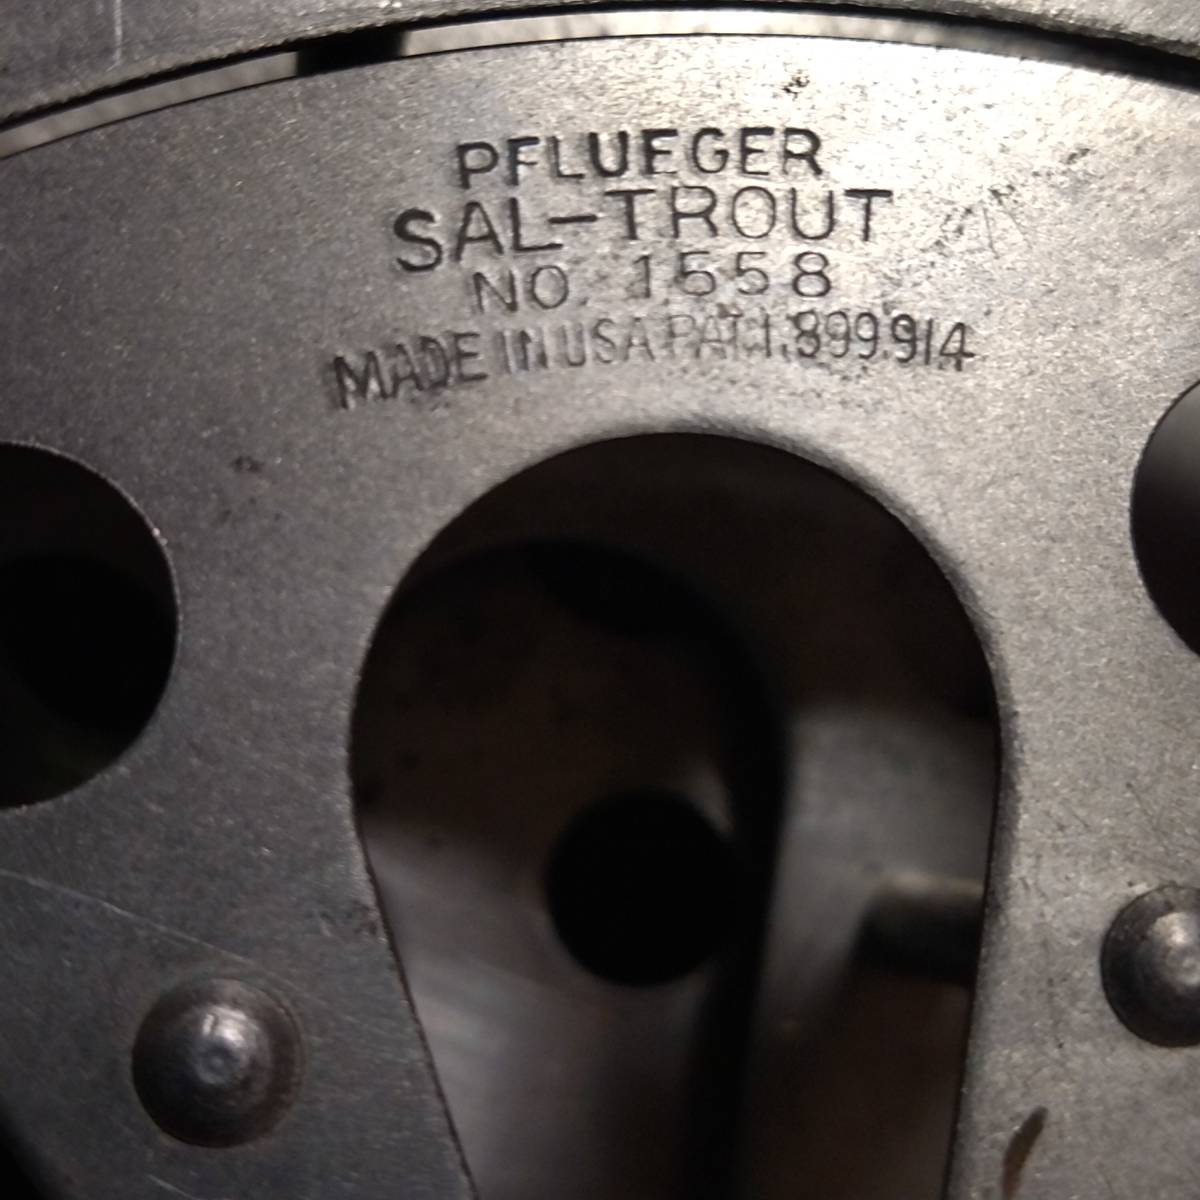 PFLUEGER
SAL-TROUT
NO. 1558
MADE IN USA PAT. 1.899.914